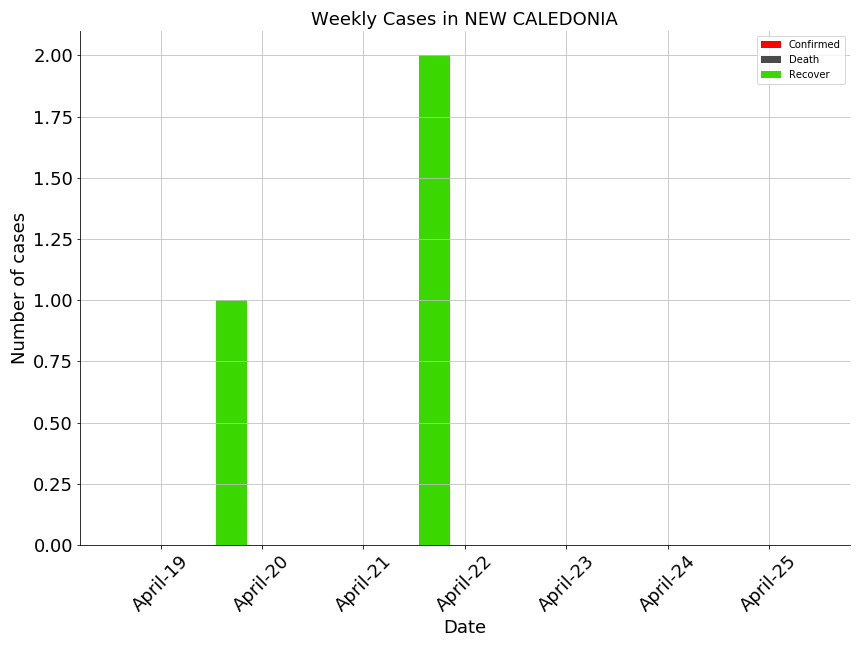 Weekly Cases in NEW CALEDONIA
Confirmed
Death
Recover
Number of cases
2.00
1.75
1.50
1.25
1.00
0.75
0.50
0.25
0.00
April-19
April-20
April-21
April-22
April-23
April-24
April-25
Date